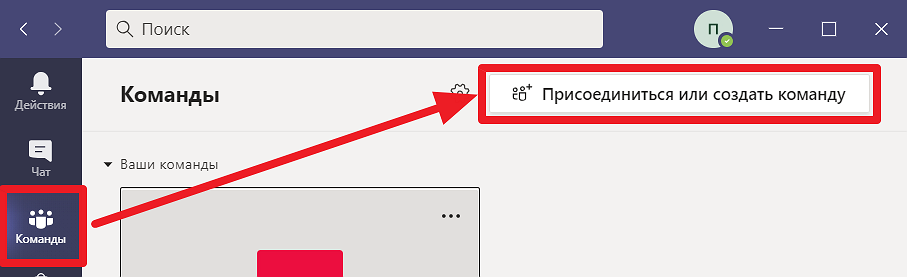 Поиск
П
Действия
Команды
Присоединиться или создать команду
Чат
Ваши команды
Команды